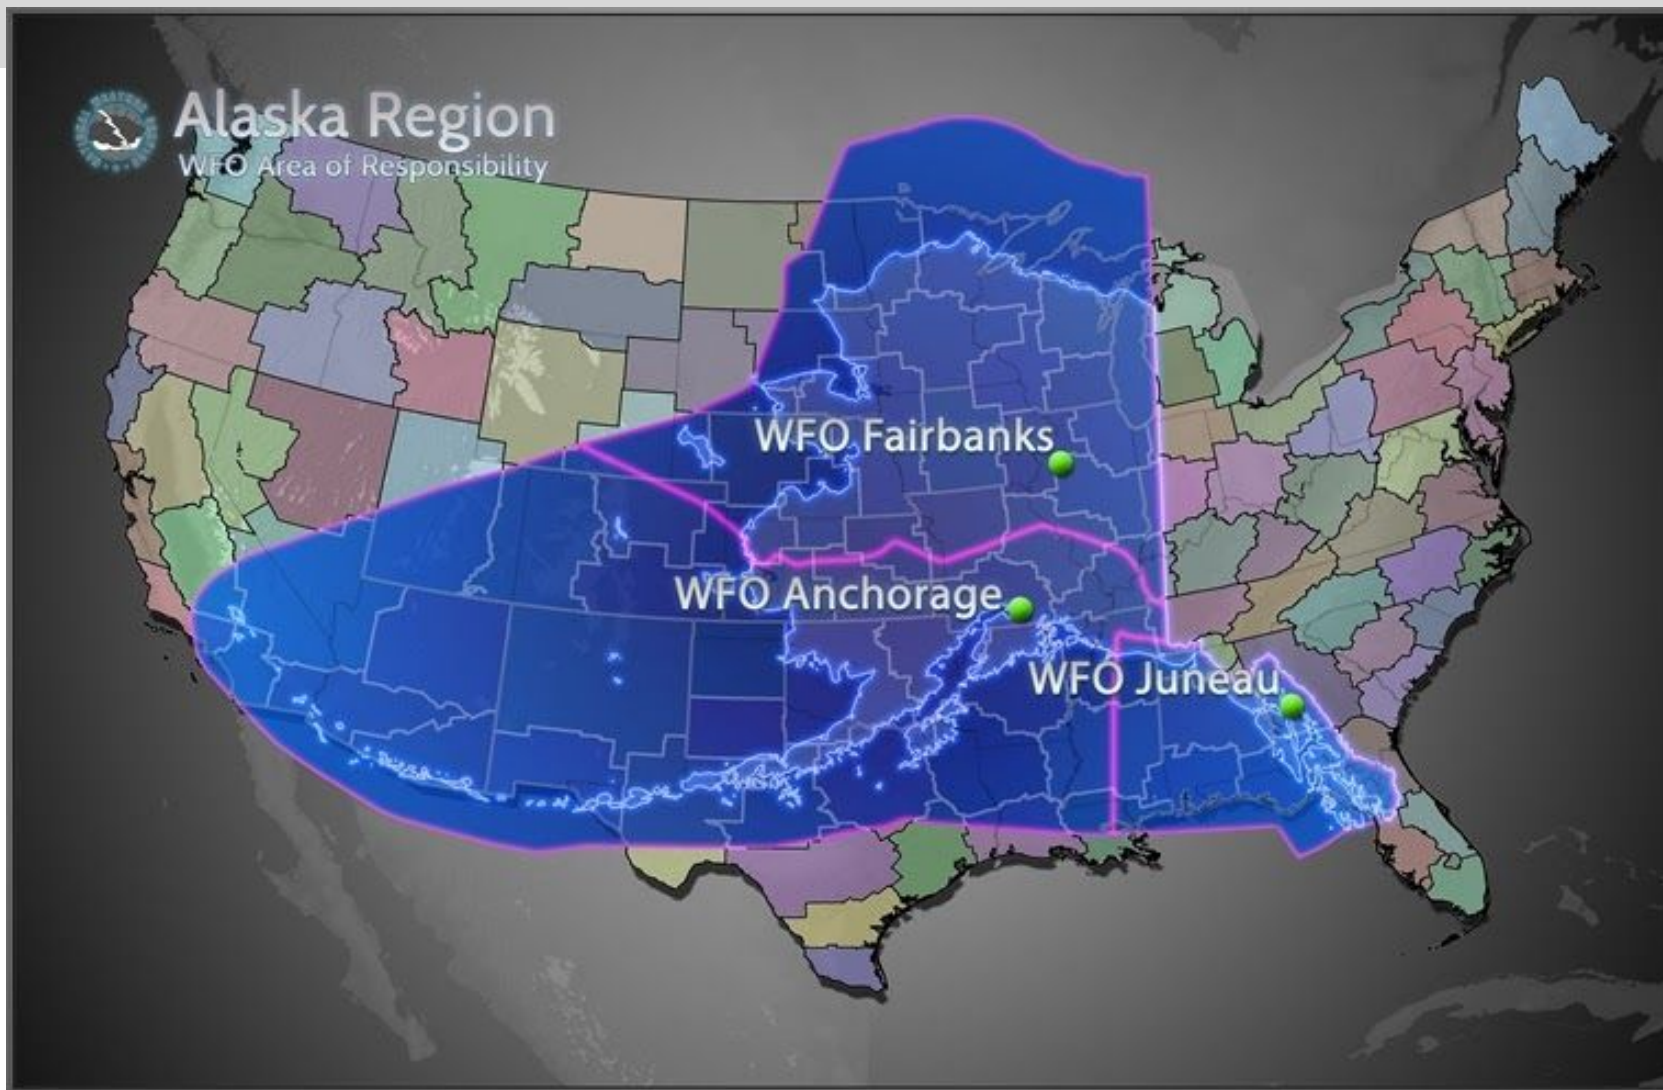 Alaska Region
WFO Area of Responsibility
WFO Fairbanks
WFO Anchorage
WFO Juneau